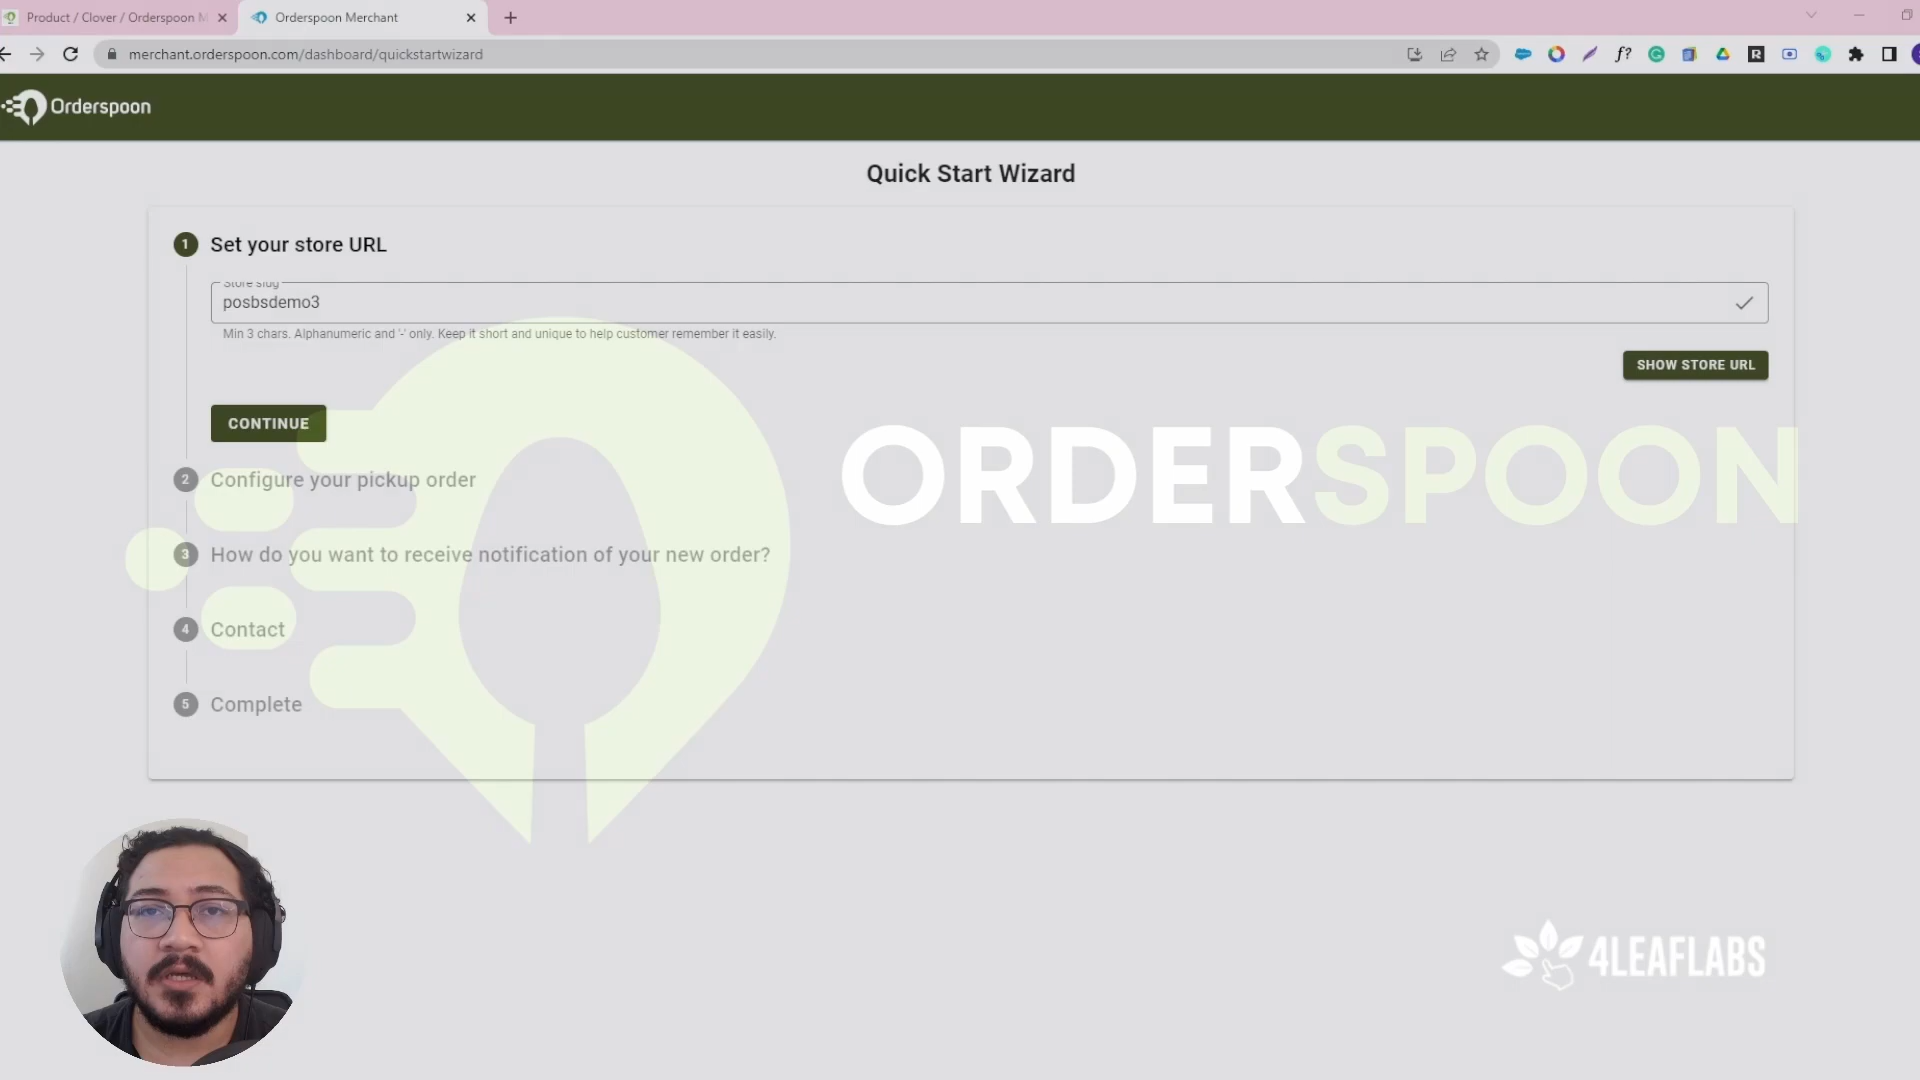 Product / Clover / Orderspoon M
Orderspoon Merchant
merchant.orderspoon.com/dashboard/quickstartwizard
f?
R
Orderspoon
Quick Start Wizard
1 Set your store URL
Store slug
posbsdemo3
Min 3 chars. Alphanumeric and '-' only. Keep it short and unique to help customer remember it easily.
SHOW STORE URL
CONTINUE
ORDERSPOON
2 Configure your pickup order
3 How do you want to receive notification of your new order?
4 Contact
5 Complete
4LEAFLABS